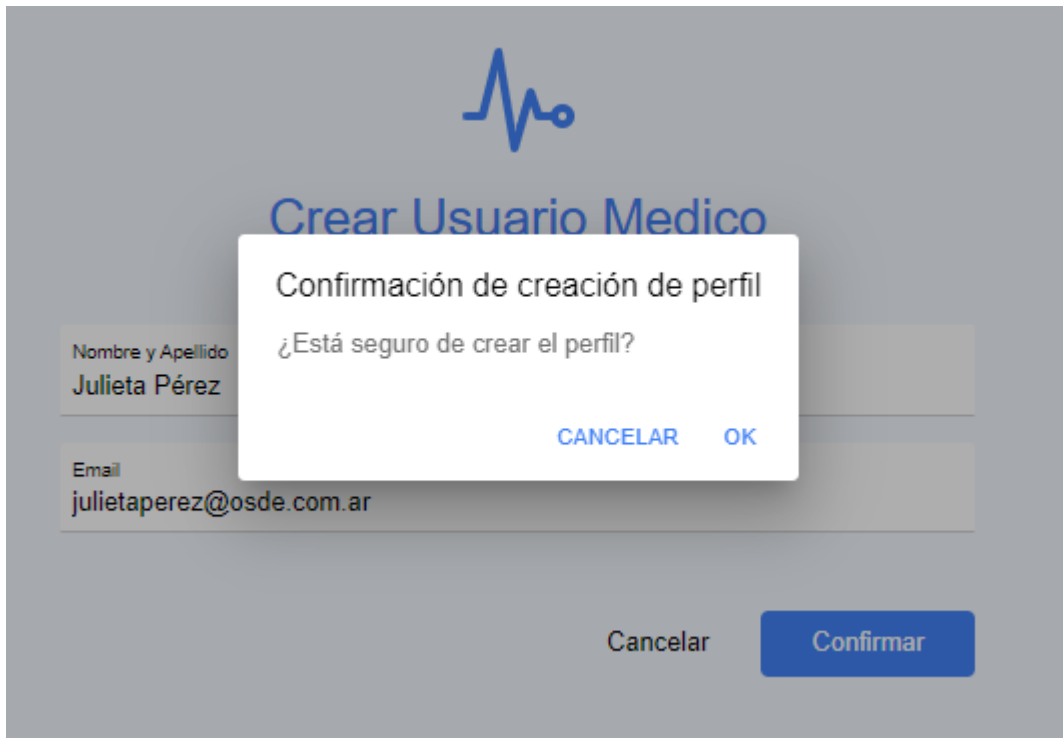 Crear Usuario Medico
Confirmación de creación de perfil
¿Está seguro de crear el perfil?
CANCELAR OK
Nombre y Apellido
Julieta Pérez
Email
julietaperez@osde.com.ar
Cancelar Confirmar